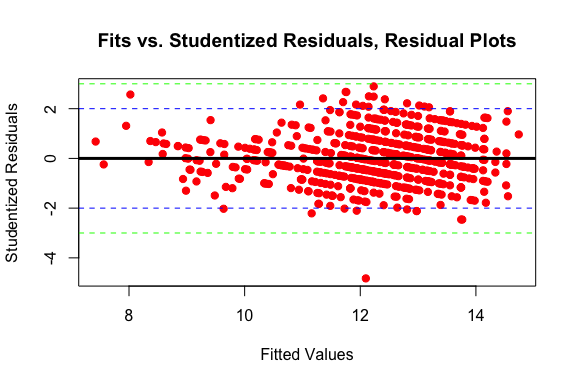 Fits vs. Studentized Residuals, Residual Plots
Studentized Residuals
2
0
-2
-4
8 10 12 14
Fitted Values